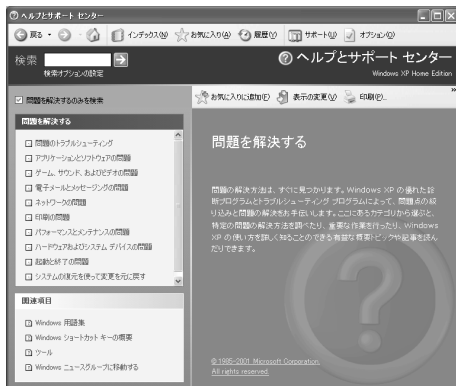 ヘルプとサポート センター
戻る
インデックス(N)
お気に入り(A)
履歴(Y)
サポート(U)
オプション(O)
検索
検索オプションの設定
ヘルプとサポート センター
Windows XP Home Edition
問題を解決するのみを検索
お気に入りに追加(F)
表示の変更(V)
印刷(P)...
問題を解決する
問題のトラブルシューティング
アプリケーションとソフトウェアの問題
ゲーム、サウンド、およびビデオの問題
電子メールとメッセージングの問題
ネットワークの問題
印刷の問題
パフォーマンスとメンテナンスの問題
ハードウェアおよびシステム デバイスの問題
起動と終了の問題
システムの復元を使って変更を元に戻す
関連項目
Windows 用語集
Windows ショートカット キーの概要
ツール
Windows ニュースグループに移動する
問題を解決する
問題の解決方法は、すぐに見つかります。Windows XP の優れた診
断プログラムとトラブルシューティング プログラムによって、問題点の絞
り込みと問題の解決をお手伝いします。ここにあるカテゴリから選ぶと、
特定の問題の解決方法を調べたり、重要な作業を行ったり、Windows
XP の使い方を詳しく知ることのできる有益な概要トピックや記事を読ん
だりできます。
© 1985-2001 Microsoft Corporation.
All rights reserved.